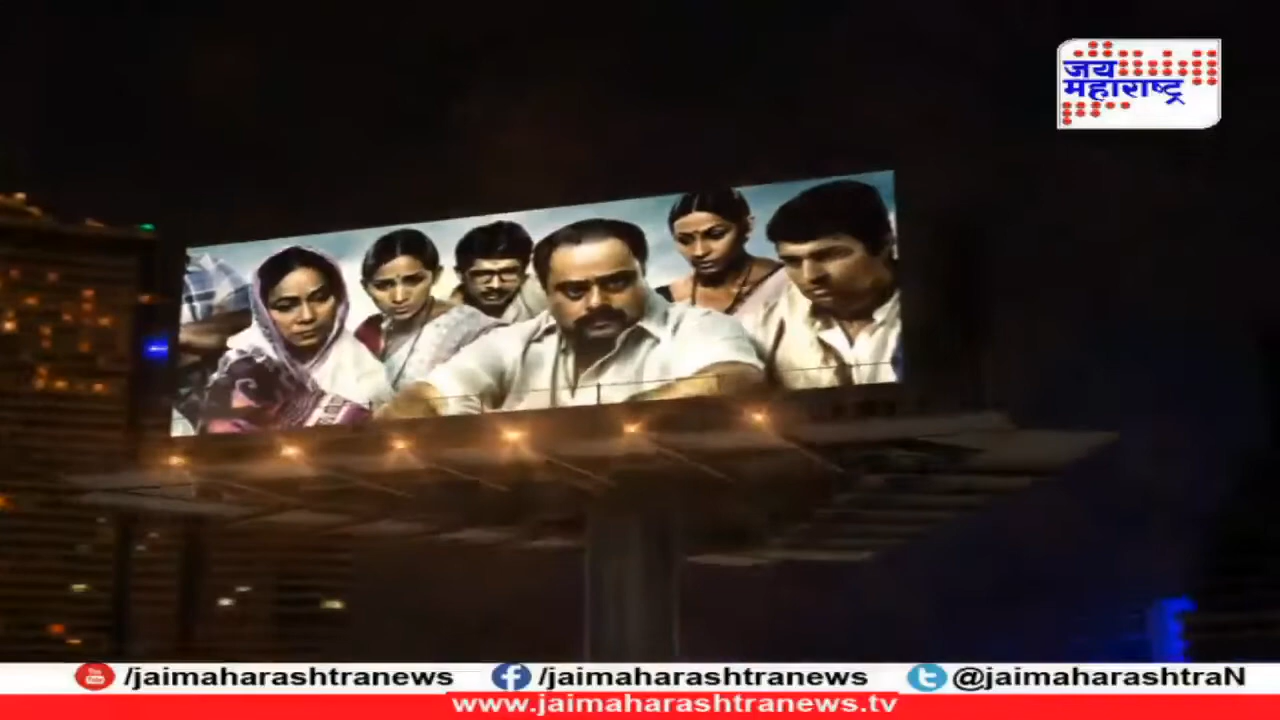 जय
महाराष्ट्र
/jaimaharashtranews /jaimaharashtranews @jaimaharashtraN
www.jaimaharashtranews.tv